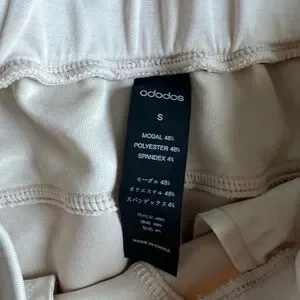 ododos
S
MODAL 48%
POLYESTER 48%
SPANDEX 4%
モーダル 48%
ポリエステル 48%
スパンデックス 4%
MADE IN CHINA